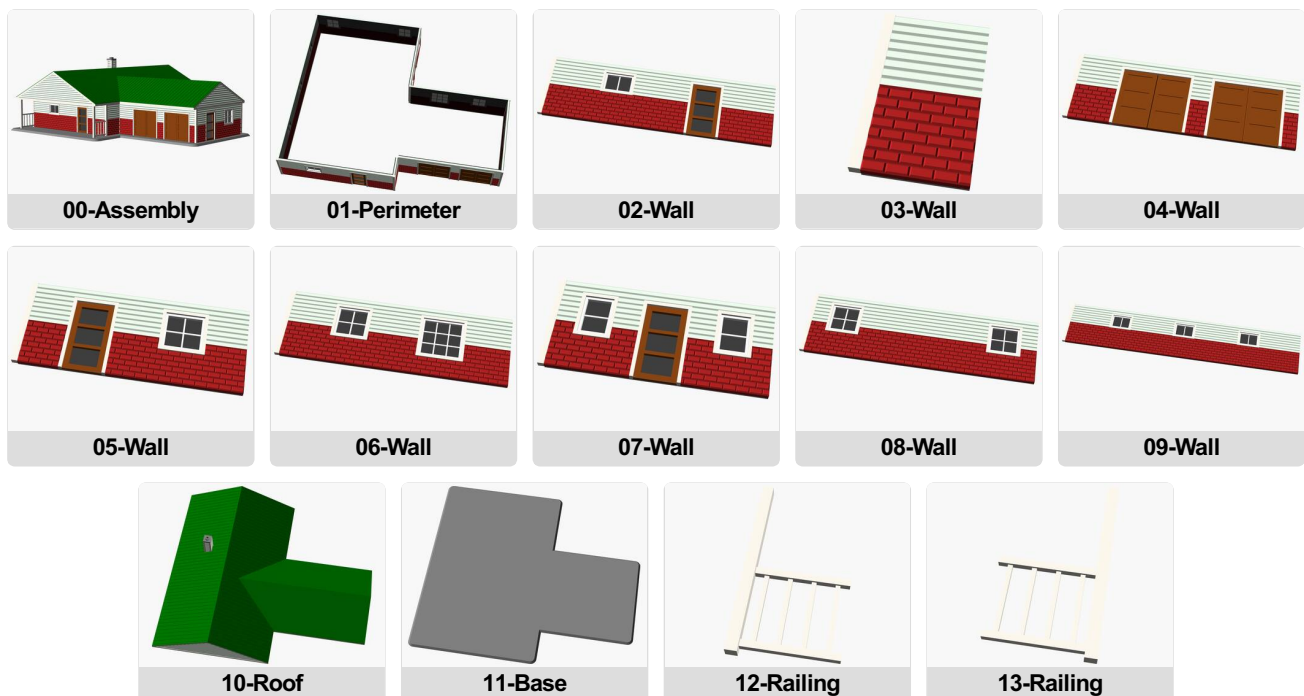 00-Assembly
01-Perimeter
02-Wall
03-Wall
04-Wall
05-Wall
06-Wall
07-Wall
08-Wall
09-Wall
10-Roof
11-Base
12-Railing
13-Railing